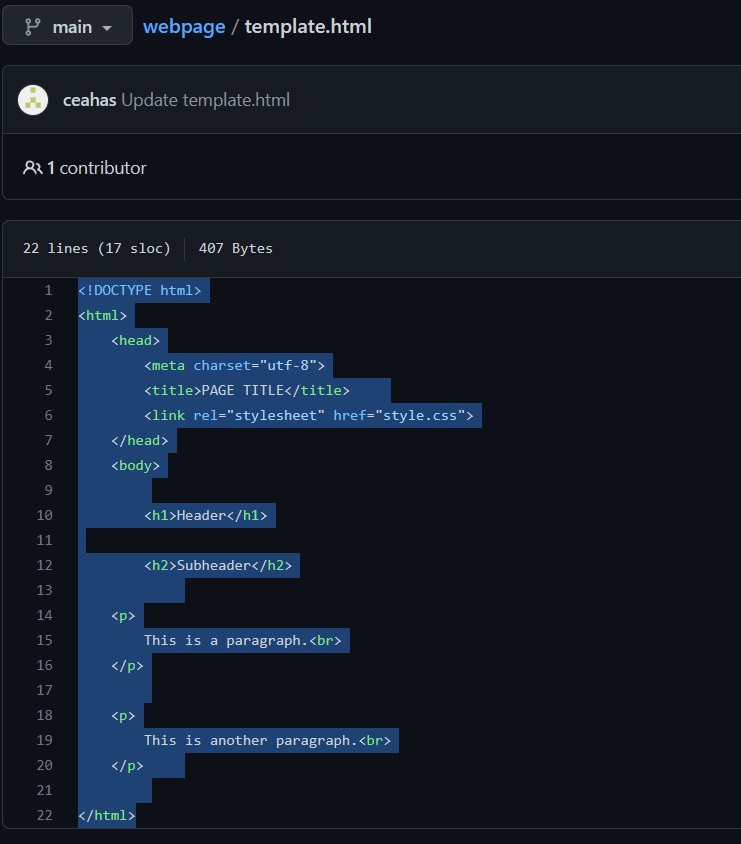 main
webpage / template.html
ceahas Update template.html
1 contributor
22 lines (17 sloc) 407 Bytes
1 <!DOCTYPE html>
2 <html>
3     <head>
4         <meta charset="utf-8">
5         <title>PAGE TITLE</title>
6         <link rel="stylesheet" href="style.css">
7     </head>
8     <body>
9
10         <h1>Header</h1>
11
12         <h2>Subheader</h2>
13
14     <p>
15         This is a paragraph.<br>
16     </p>
17
18     <p>
19         This is another paragraph.<br>
20     </p>
21
22 </html>